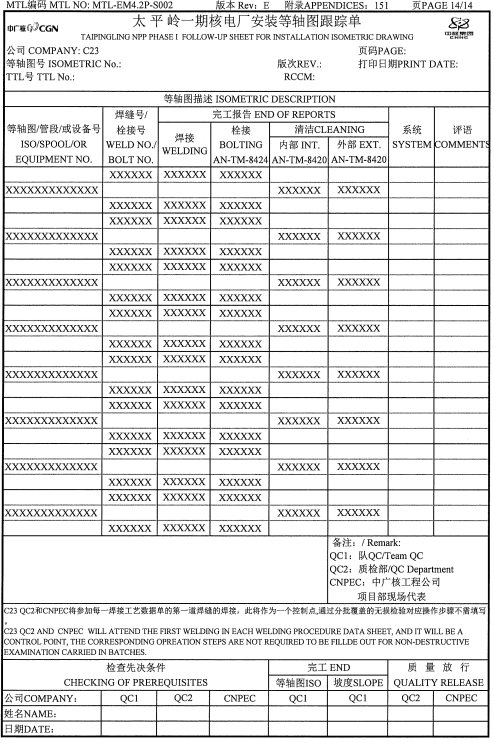 MTL编码 MTL NO: MTL-EM4.2P-S002 版本 Rev：E 附录APPENDICES：151 页PAGE 14/14
中广核 CGN 太平岭一期核电厂安装等轴图跟踪单 中核集团 CNNC
TAIPINGLING NPP PHASE I FOLLOW-UP SHEET FOR INSTALLATION ISOMETRIC DRAWING
公司 COMPANY: C23 页码PAGE:
等轴图号 ISOMETRIC No.: 版次REV.: 打印日期PRINT DATE:
TTL号 TTL No.: RCCM:
等轴图描述 ISOMETRIC DESCRIPTION
等轴图/管段/或设备号 ISO/SPOOL/OR EQUIPMENT NO. 焊缝号/栓接号 WELD NO./BOLT NO. 完工报告 END OF REPORTS 系统 SYSTEM 评语 COMMENTS
焊接 WELDING 栓接 BOLTING AN-TM-8424 清洁CLEANING
内部 INT. AN-TM-8420 外部 EXT. AN-TM-8420
XXXXXX XXXXXX XXXXXX
XXXXXXXXXXXXX XXXXXX XXXXXX
XXXXXX XXXXXX XXXXXX
XXXXXX XXXXXX XXXXXX
XXXXXXXXXXXXX XXXXXX XXXXXX
XXXXXX XXXXXX XXXXXX
XXXXXX XXXXXX XXXXXX
XXXXXXXXXXXXX XXXXXX XXXXXX
XXXXXX XXXXXX XXXXXX
XXXXXX XXXXXX XXXXXX
XXXXXXXXXXXXX XXXXXX XXXXXX
XXXXXX XXXXXX XXXXXX
XXXXXX XXXXXX XXXXXX
XXXXXXXXXXXXX XXXXXX XXXXXX
XXXXXX XXXXXX XXXXXX
XXXXXX XXXXXX XXXXXX
XXXXXXXXXXXXX XXXXXX XXXXXX
XXXXXX XXXXXX XXXXXX
XXXXXX XXXXXX XXXXXX
XXXXXXXXXXXXX XXXXXX XXXXXX
XXXXXX XXXXXX XXXXXX
XXXXXX XXXXXX XXXXXX
XXXXXXXXXXXXX XXXXXX XXXXXX
XXXXXX XXXXXX XXXXXX
备注：/ Remark:
QC1：队QC/Team QC
QC2：质检部/QC Department
CNPEC：中广核工程公司
项目部现场代表
C23 QC2和CNPEC将参加每一焊接工艺数据单的第一道焊缝的焊接，此将作为一个控制点,通过分批覆盖的无损检验对应操作步骤不需填写
。
C23 QC2 AND CNPEC WILL ATTEND THE FIRST WELDING IN EACH WELDING PROCEDURE DATA SHEET, AND IT WILL BE A
CONTROL POINT, THE CORRESPONDING OPREATION STEPS ARE NOT REQUIRED TO BE FILLDE OUT FOR NON-DESTRUCTIVE
EXAMINATION CARRIED IN BATCHES.
检查先决条件 完工 END 质量放行
CHECKING OF PREREQUISITES 等轴图ISO 坡度SLOPE QUALITY RELEASE
公司COMPANY: QC1 QC2 CNPEC QC1 QC1 QC2 CNPEC
姓名NAME:
日期DATE: